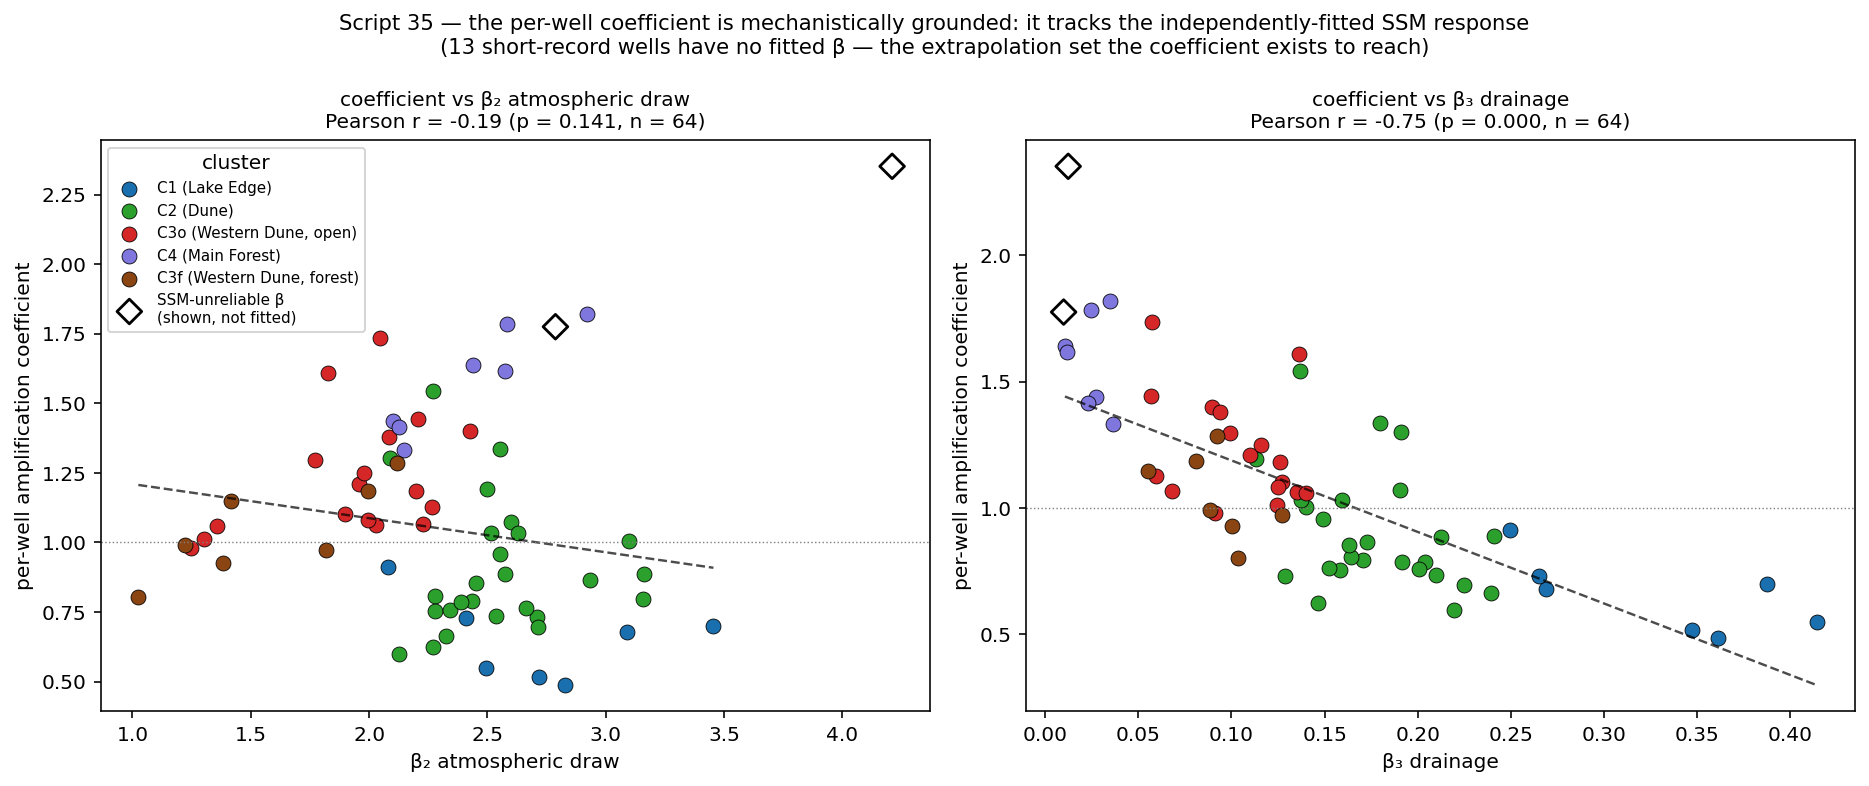 Script 35 — the per-well coefficient is mechanistically grounded: it tracks the independently-fitted SSM response
(13 short-record wells have no fitted β — the extrapolation set the coefficient exists to reach)
coefficient vs β₂ atmospheric draw
Pearson r = -0.19 (p = 0.141, n = 64)
per-well amplification coefficient
2.25
2.00
1.75
1.50
1.25
1.00
0.75
0.50
cluster
C1 (Lake Edge)
C2 (Dune)
C3o (Western Dune, open)
C4 (Main Forest)
C3f (Western Dune, forest)
SSM-unreliable β
(shown, not fitted)
1.0
1.5
2.0
2.5
3.0
3.5
4.0
β₂ atmospheric draw
coefficient vs β₃ drainage
Pearson r = -0.75 (p = 0.000, n = 64)
per-well amplification coefficient
2.0
1.5
1.0
0.5
0.00
0.05
0.10
0.15
0.20
0.25
0.30
0.35
0.40
β₃ drainage